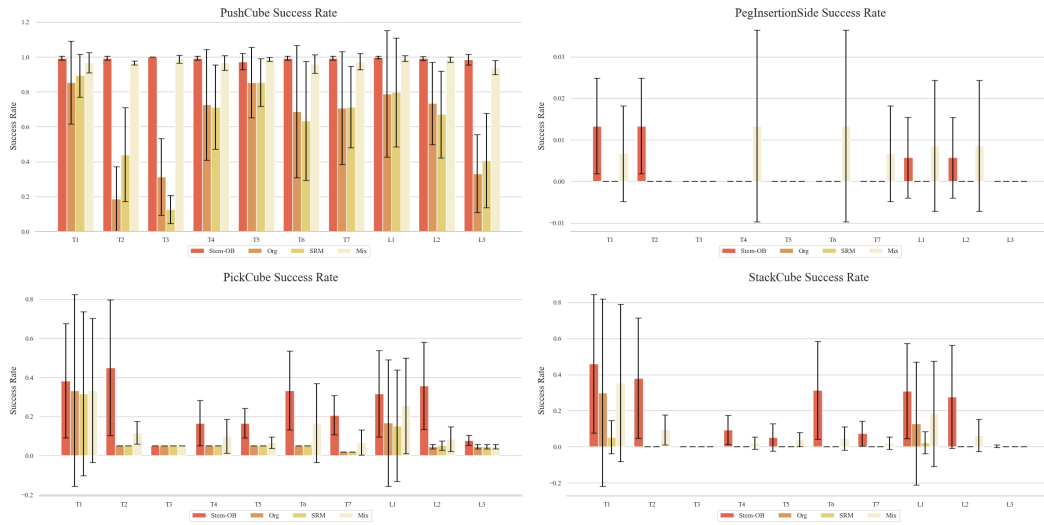 PushCube Success Rate
1.2
1.0
0.8
0.6
0.4
0.2
0.0
Success Rate
T1 T2 T3 T4 T5 T6 T7 L1 L2 L3
Stem-OB Org SRM Mix
PegInsertionSide Success Rate
0.03
0.02
0.01
0.00
−0.01
Success Rate
T1 T2 T3 T4 T5 T6 T7 L1 L2 L3
Stem-OB Org SRM Mix
PickCube Success Rate
0.8
0.6
0.4
0.2
0.0
−0.2
Success Rate
T1 T2 T3 T4 T5 T6 T7 L1 L2 L3
Stem-OB Org SRM Mix
StackCube Success Rate
0.8
0.6
0.4
0.2
0.0
−0.2
Success Rate
T1 T2 T3 T4 T5 T6 T7 L1 L2 L3
Stem-OB Org SRM Mix